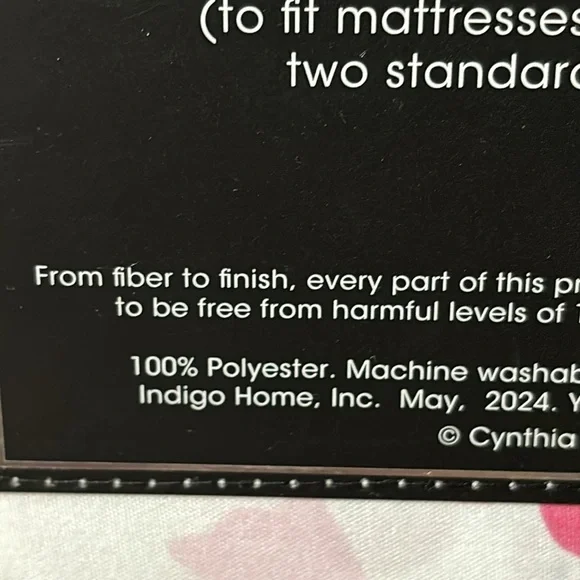 (to fit mattresses
two standard
From fiber to finish, every part of this
to be free from harmful levels of
100% Polyester. Machine
Indigo Home, Inc. May, 2024.
© Cynthia